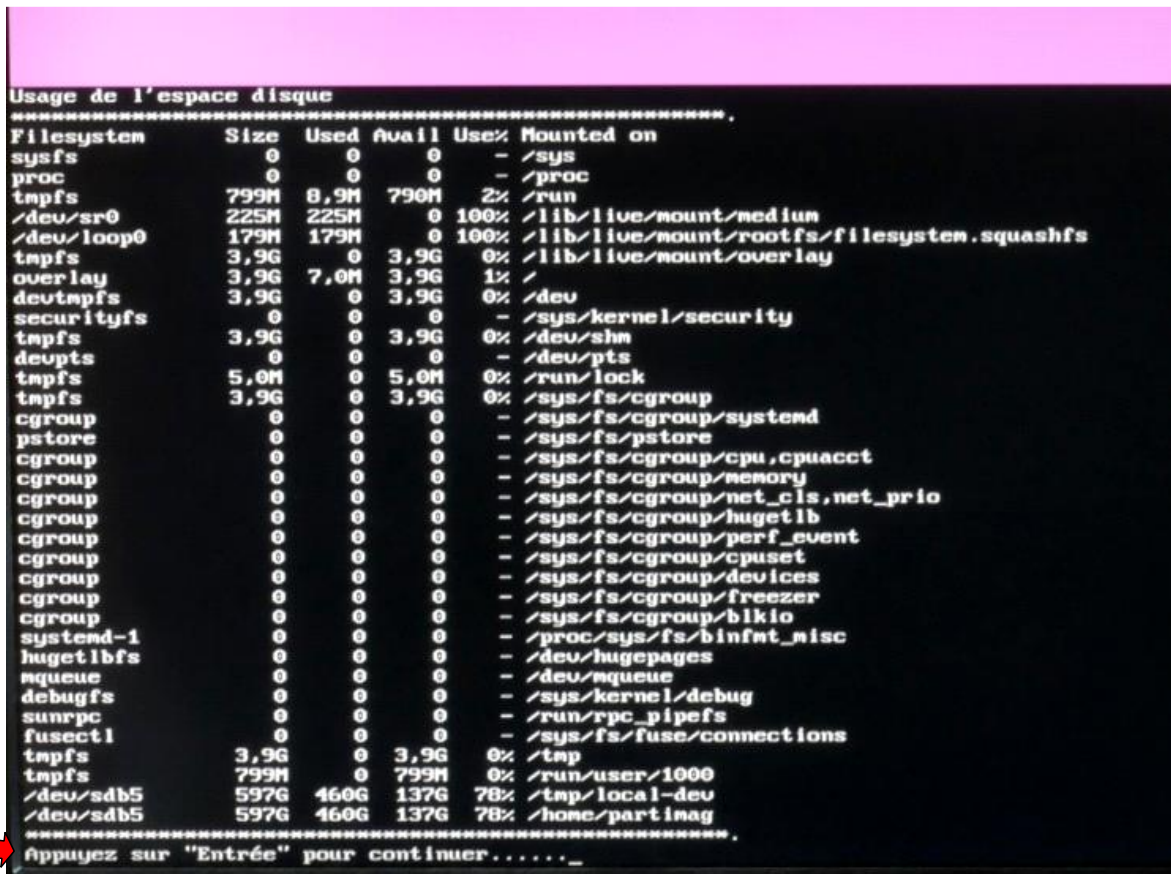 Usage de l'espace disque
*************************************************************.
Filesystem Size Used Avail Use% Mounted on
sysfs 0 0 0 - /sys
proc 0 0 0 - /proc
tmpfs 799M 8,9M 790M 2% /run
/dev/sr0 225M 225M 0 100% /lib/live/mount/medium
/dev/loop0 179M 179M 0 100% /lib/live/mount/rootfs/filesystem.squashfs
tmpfs 3,9G 0 3,9G 0% /lib/live/mount/overlay
overlay 3,9G 7,0M 3,9G 1% /
devtmpfs 3,9G 0 3,9G 0% /dev
securityfs 0 0 0 - /sys/kernel/security
tmpfs 3,9G 0 3,9G 0% /dev/shm
devpts 0 0 0 - /dev/pts
tmpfs 5,0M 0 5,0M 0% /run/lock
tmpfs 3,9G 0 3,9G 0% /sys/fs/cgroup
cgroup 0 0 0 - /sys/fs/cgroup/systemd
pstore 0 0 0 - /sys/fs/pstore
cgroup 0 0 0 - /sys/fs/cgroup/cpu,cpuacct
cgroup 0 0 0 - /sys/fs/cgroup/memory
cgroup 0 0 0 - /sys/fs/cgroup/net_cls,net_prio
cgroup 0 0 0 - /sys/fs/cgroup/hugetlb
cgroup 0 0 0 - /sys/fs/cgroup/perf_event
cgroup 0 0 0 - /sys/fs/cgroup/cpuset
cgroup 0 0 0 - /sys/fs/cgroup/devices
cgroup 0 0 0 - /sys/fs/cgroup/freezer
cgroup 0 0 0 - /sys/fs/cgroup/blkio
systemd-1 0 0 0 - /proc/sys/fs/binfmt_misc
hugetlbfs 0 0 0 - /dev/hugepages
mqueue 0 0 0 - /dev/mqueue
debugfs 0 0 0 - /sys/kernel/debug
sunrpc 0 0 0 - /run/rpc_pipefs
fusectl 0 0 0 - /sys/fs/fuse/connections
tmpfs 3,9G 0 3,9G 0% /tmp
tmpfs 799M 0 799M 0% /run/user/1000
/dev/sdb5 597G 460G 137G 78% /tmp/local-dev
/dev/sdb5 597G 460G 137G 78% /home/partimag
*************************************************************.
Appuyez sur "Entrée" pour continuer......_